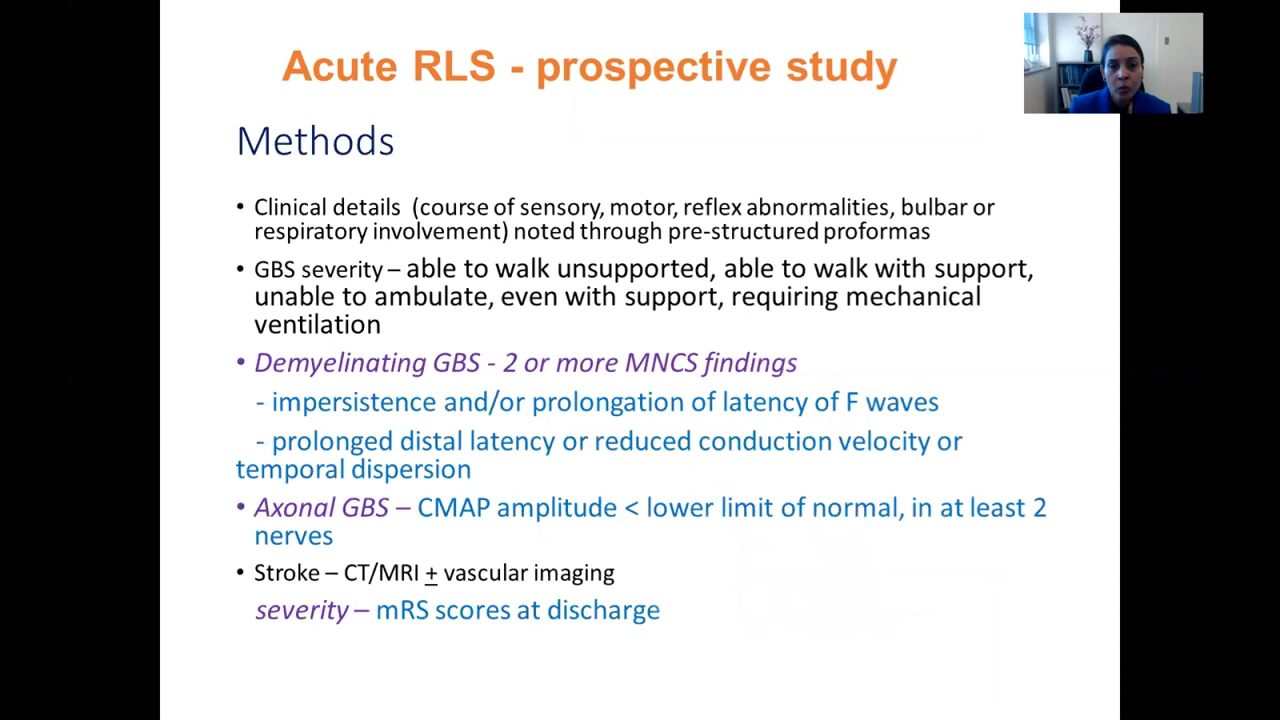 Acute RLS - prospective study
Methods
• Clinical details (course of sensory, motor, reflex abnormalities, bulbar or
respiratory involvement) noted through pre-structured proformas
• GBS severity – able to walk unsupported, able to walk with support,
unable to ambulate, even with support, requiring mechanical
ventilation
• Demyelinating GBS - 2 or more MNCS findings
- impersistence and/or prolongation of latency of F waves
- prolonged distal latency or reduced conduction velocity or
temporal dispersion
• Axonal GBS – CMAP amplitude < lower limit of normal, in at least 2
nerves
• Stroke – CT/MRI + vascular imaging
severity – mRS scores at discharge